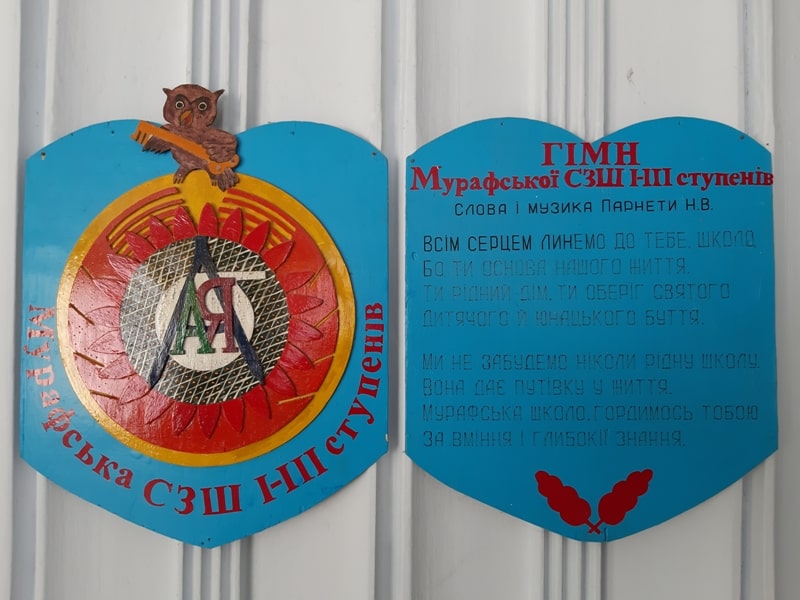 АЯ
Мурафська СЗШ І-ІІІ ступенів
ГІМН
Мурафської СЗШ І-ІІІ ступенів
Слова і музика Парнети Н.В.
Всім серцем линемо до тебе, школо,
Бо ти основа нашого життя.
Ти рідний дім, ти оберіг святого
Дитячого й юнацького буття.
Ми не забудемо ніколи рідну школу.
Вона дає путівку у життя.
Мурафська школо, гордимось тобою
За вміння і глибокії знання.